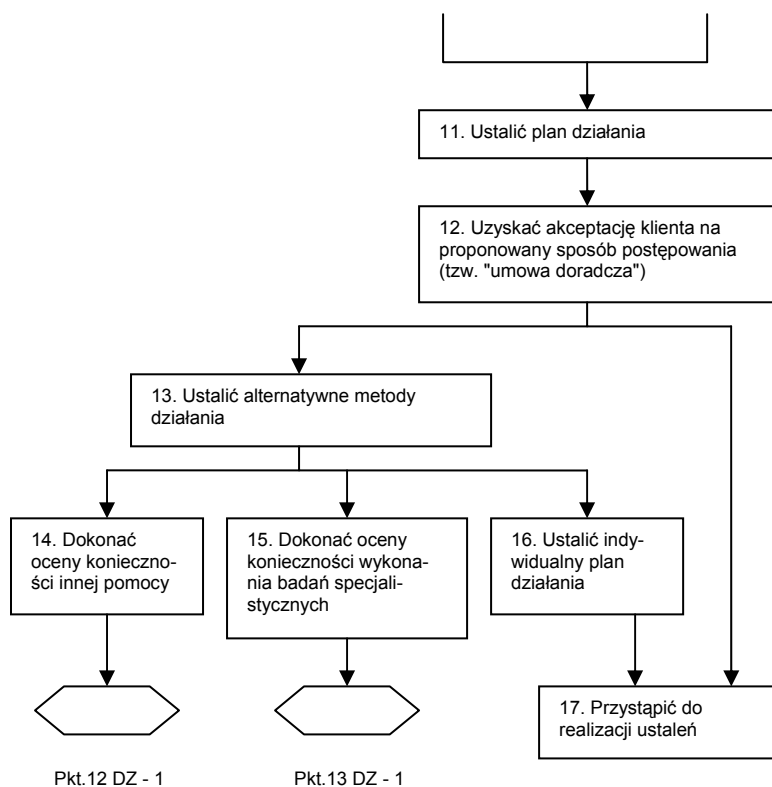 11. Ustalić plan działania
12. Uzyskać akceptację klienta na
proponowany sposób postępowania
(tzw. "umowa doradcza")
13. Ustalić alternatywne metody
działania
14. Dokonać
oceny konieczno-
ści innej pomocy
15. Dokonać oceny
konieczności wykona-
nia badań specjali-
stycznych
16. Ustalić indy-
widualny plan
działania
17. Przystąpić do
realizacji ustaleń
Pkt.12 DZ - 1
Pkt.13 DZ - 1